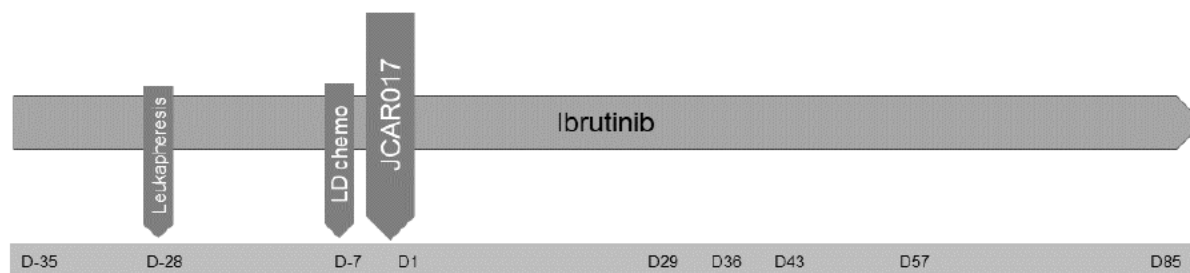 Leukapheresis
LD chemo
JCAR017
Ibrutinib
D-35 D-28 D-7 D1 D29 D36 D43 D57 D85